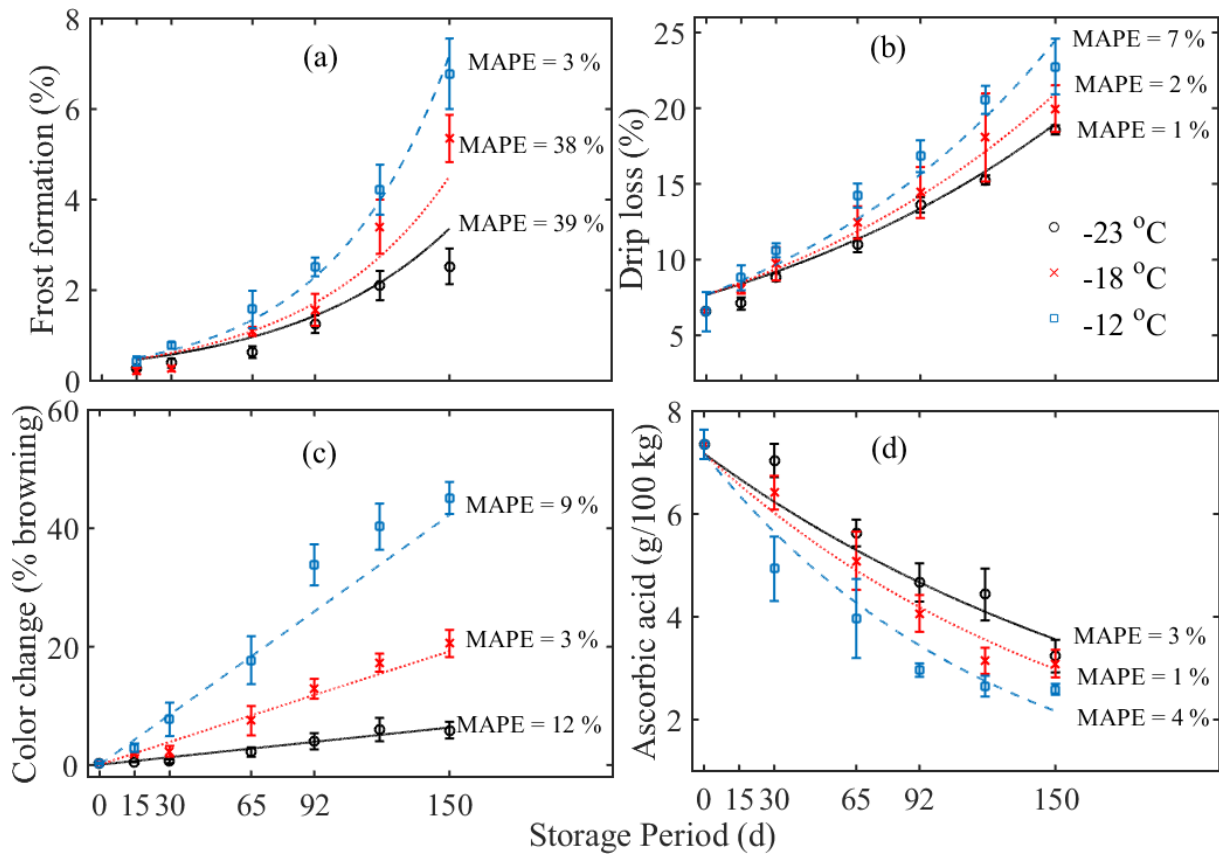 8
6
4
2
0
Frost formation (%)
(a)
MAPE = 3 %
MAPE = 38 %
MAPE = 39 %
25
20
15
10
5
Drip loss (%)
(b)
MAPE = 7 %
MAPE = 2 %
MAPE = 1 %
-23 °C
-18 °C
-12 °C
60
40
20
0
Color change (% browning)
(c)
MAPE = 9 %
MAPE = 3 %
MAPE = 12 %
0 15 30 65 92 150
8
6
4
2
Ascorbic acid (g/100 kg)
(d)
MAPE = 3 %
MAPE = 1 %
MAPE = 4 %
0 15 30 65 92 150
Storage Period (d)